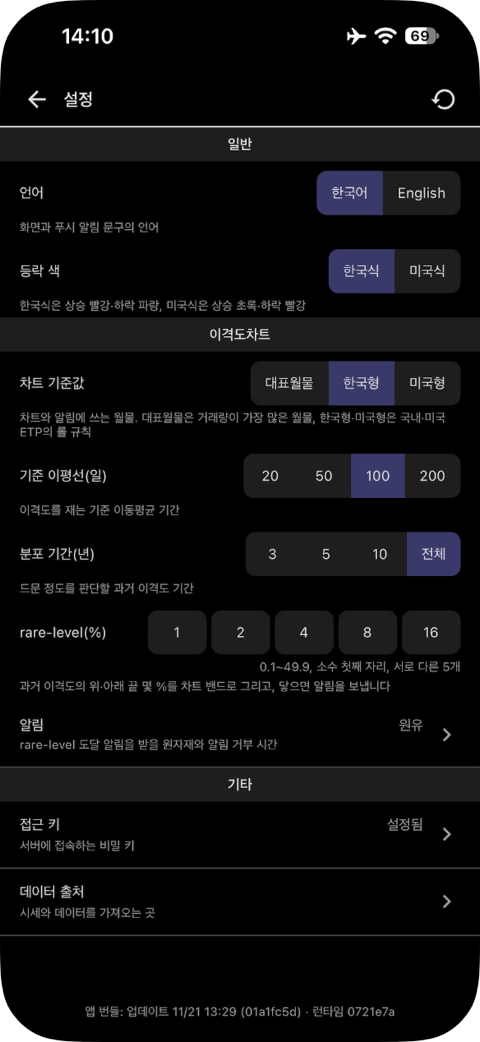 14:10
69
설정
일반
언어
한국어
English
화면과 푸시 알림 문구의 언어
등락 색
한국식
미국식
한국식은 상승 빨강·하락 파랑, 미국식은 상승 초록·하락 빨강
이격도차트
차트 기준값
대표월물
한국형
미국형
차트와 알림에 쓰는 월물. 대표월물은 거래량이 가장 많은 월물, 한국형·미국형은 국내·미국
ETP의 롤 규칙
기준 이평선(일)
20
50
100
200
이격도를 재는 기준 이동평균 기간
분포 기간(년)
3
5
10
전체
드문 정도를 판단할 과거 이격도 기간
rare-level(%)
1
2
4
8
16
0.1~49.9, 소수 첫째 자리, 서로 다른 5개
과거 이격도의 위·아래 끝 몇 %를 차트 밴드로 그리고, 닿으면 알림을 보냅니다
알림
원유
rare-level 도달 알림을 받을 원자재와 알림 거부 시간
기타
접근 키
설정됨
서버에 접속하는 비밀 키
데이터 출처
시세와 데이터를 가져오는 곳
앱 번들: 업데이트 11/21 13:29 (01a1fc5d) · 런타임 0721e7a